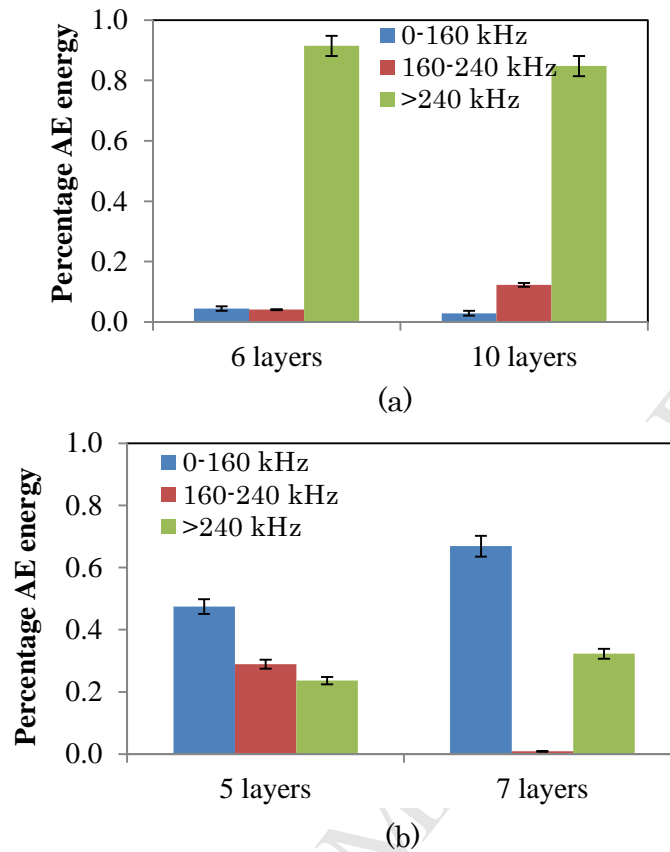 1.0
0.8
0.6
0.4
0.2
0.0
Percentage AE energy
0-160 kHz
160-240 kHz
>240 kHz
6 layers
10 layers
(a)
1.0
0.8
0.6
0.4
0.2
0.0
Percentage AE energy
0-160 kHz
160-240 kHz
>240 kHz
5 layers
7 layers
(b)